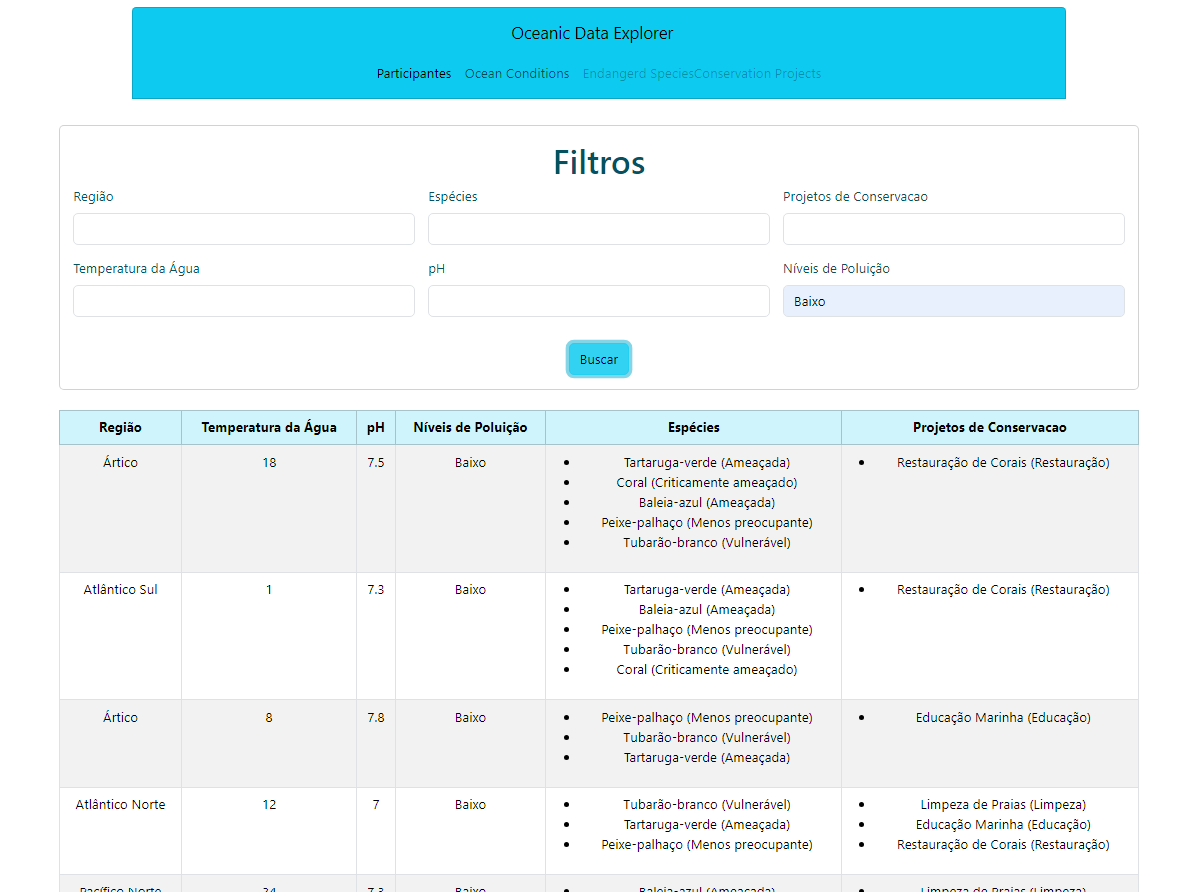 Oceanic Data Explorer
Participantes Ocean Conditions Endangerd SpeciesConservation Projects
Filtros
Região Espécies Projetos de Conservacao
Temperatura da Água pH Níveis de Poluição
Baixo
Buscar
Região Temperatura da Água pH Níveis de Poluição Espécies Projetos de Conservacao
Ártico 18 7.5 Baixo • Tartaruga-verde (Ameaçada) • Restauração de Corais (Restauração)
• Coral (Criticamente ameaçado)
• Baleia-azul (Ameaçada)
• Peixe-palhaço (Menos preocupante)
• Tubarão-branco (Vulnerável)
Atlântico Sul 1 7.3 Baixo • Tartaruga-verde (Ameaçada) • Restauração de Corais (Restauração)
• Baleia-azul (Ameaçada)
• Peixe-palhaço (Menos preocupante)
• Tubarão-branco (Vulnerável)
• Coral (Criticamente ameaçado)
Ártico 8 7.8 Baixo • Peixe-palhaço (Menos preocupante) • Educação Marinha (Educação)
• Tubarão-branco (Vulnerável)
• Tartaruga-verde (Ameaçada)
Atlântico Norte 12 7 Baixo • Tubarão-branco (Vulnerável) • Limpeza de Praias (Limpeza)
• Tartaruga-verde (Ameaçada) • Educação Marinha (Educação)
• Peixe-palhaço (Menos preocupante) • Restauração de Corais (Restauração)
Pacífico Norte 24 7.3 Baixo • Baleia-azul (Ameaçada) • Limpeza de Praias (Limpeza)